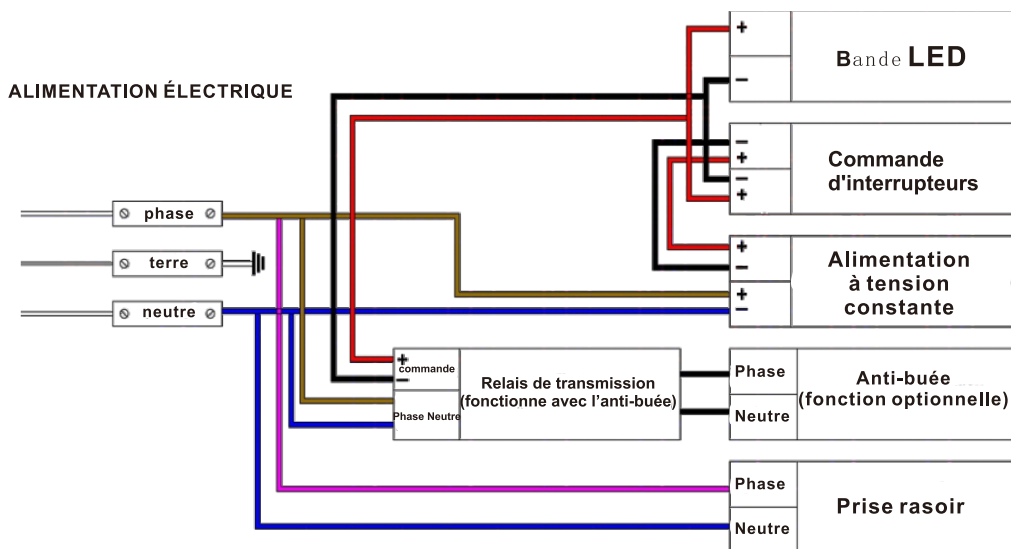 +
Bande LED
−
ALIMENTATION ÉLECTRIQUE
−
+
−
+
Commande
d'interrupteurs
phase
terre
neutre
+
−
+
−
Alimentation
à tension
constante
+
commande
−
Phase Neutre
Relais de transmission
(fonctionne avec l'anti-buée)
Phase
Neutre
Anti-buée
(fonction optionnelle)
Phase
Neutre
Prise rasoir